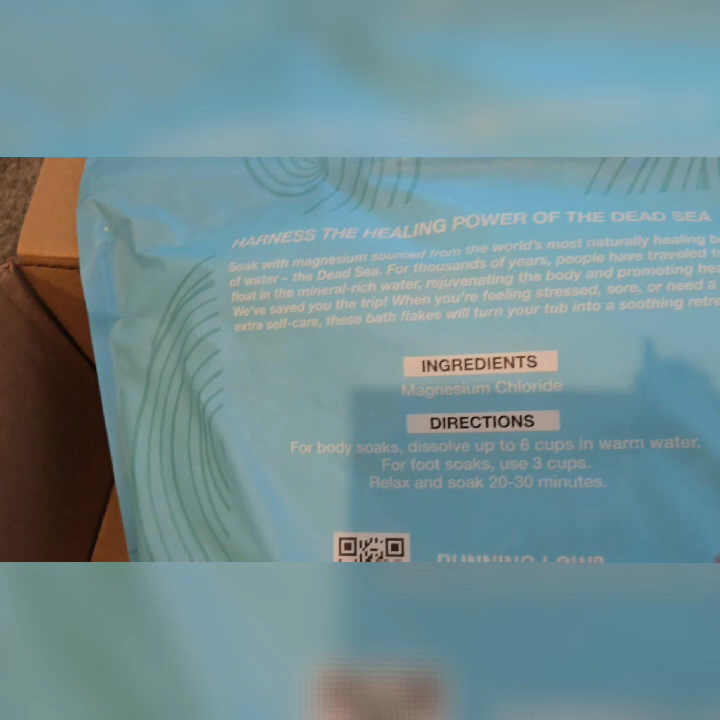 HARNESS THE HEALING POWER OF THE DEAD SEA
Soak with magnesium sourced from the world's most naturally healing
of water – the Dead Sea. For thousands of years, people have traveled
float in the mineral-rich water, rejuvenating the body and promoting
We've saved you the trip! When you're feeling stressed, sore, or need a
extra self-care, these bath flakes will turn your tub into a soothing
INGREDIENTS
Magnesium Chloride
DIRECTIONS
For body soaks, dissolve up to 6 cups in warm water.
For foot soaks, use 3 cups.
Relax and soak 20-30 minutes.
RUNNING LOW?